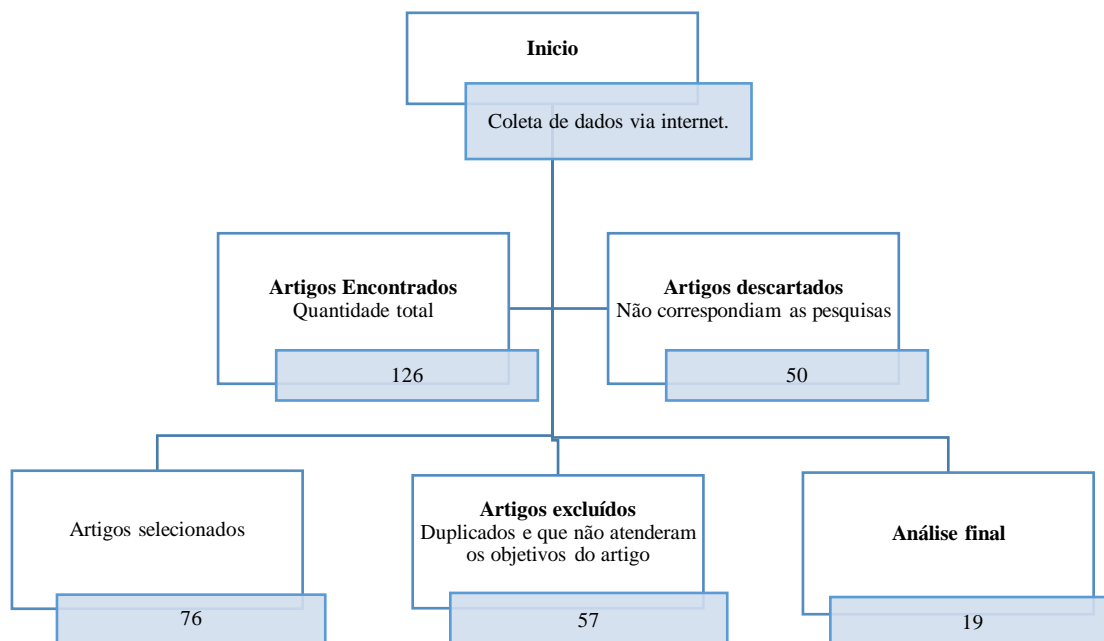 Inicio
Coleta de dados via internet.
Artigos Encontrados
Quantidade total
126
Artigos descartados
Não correspondiam as pesquisas
50
Artigos selecionados
76
Artigos excluídos
Duplicados e que não atenderam
os objetivos do artigo
57
Análise final
19